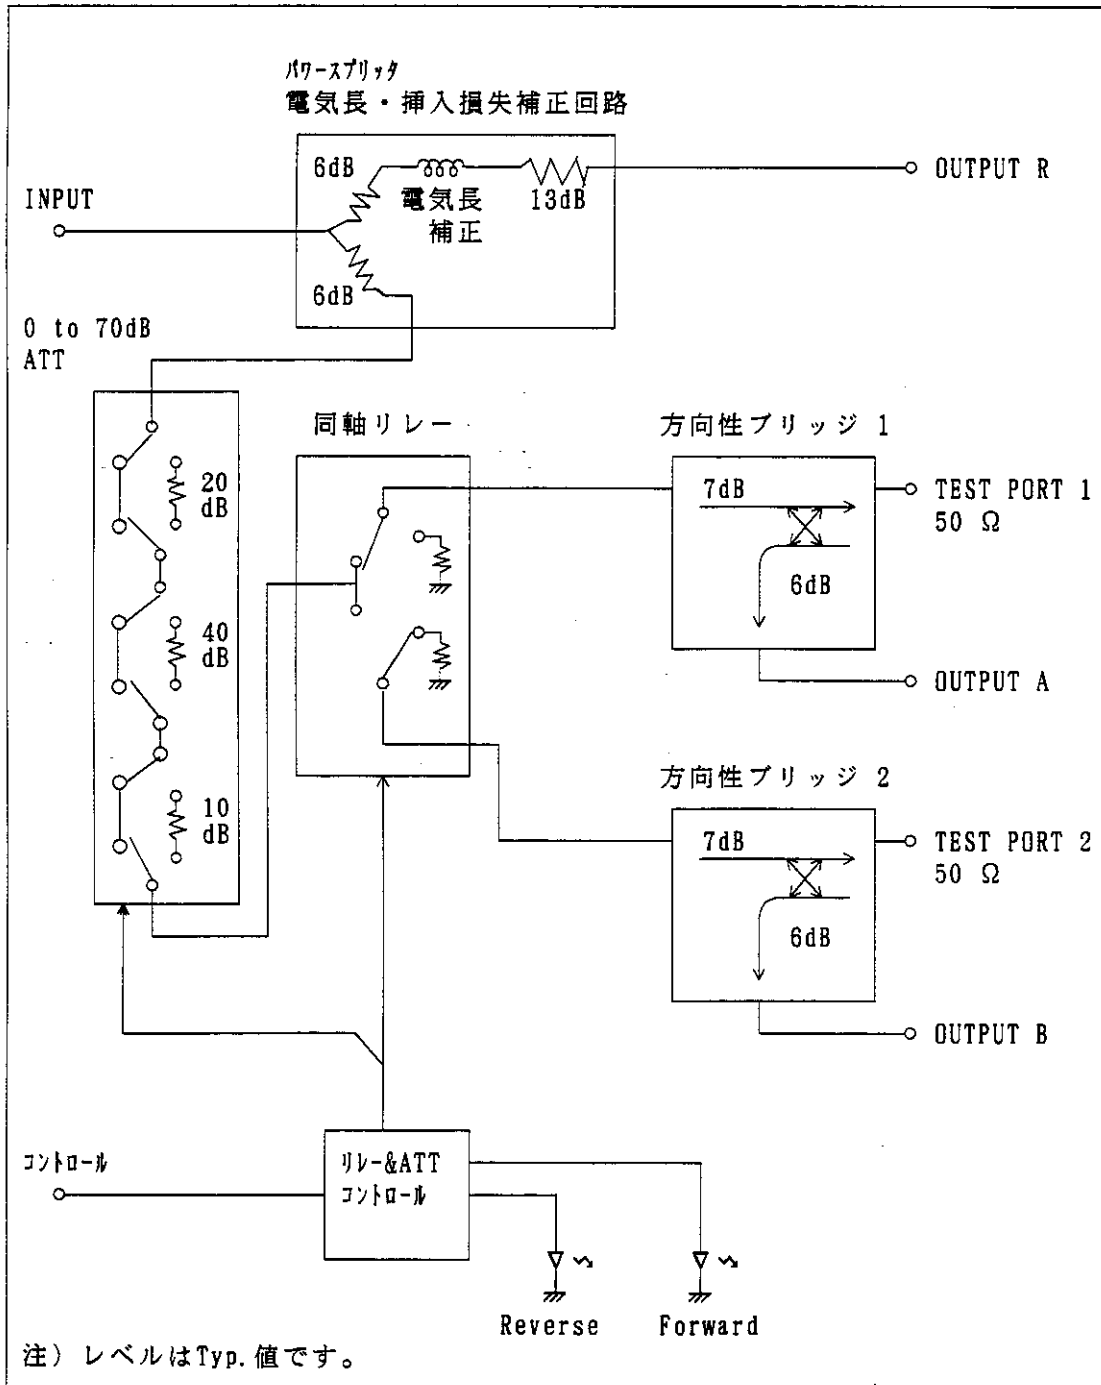 パワースプリッタ
電気長・挿入損失補正回路
6dB
電気長
補正
13dB
OUTPUT R
INPUT
6dB
0 to 70dB
ATT
20
dB
40
dB
10
dB
同軸リレー
方向性ブリッジ 1
7dB
6dB
TEST PORT 1
50 Ω
OUTPUT A
方向性ブリッジ 2
7dB
6dB
TEST PORT 2
50 Ω
OUTPUT B
コントロール
リレー&ATT
コントロール
Reverse
Forward
注) レベルはTyp.値です。